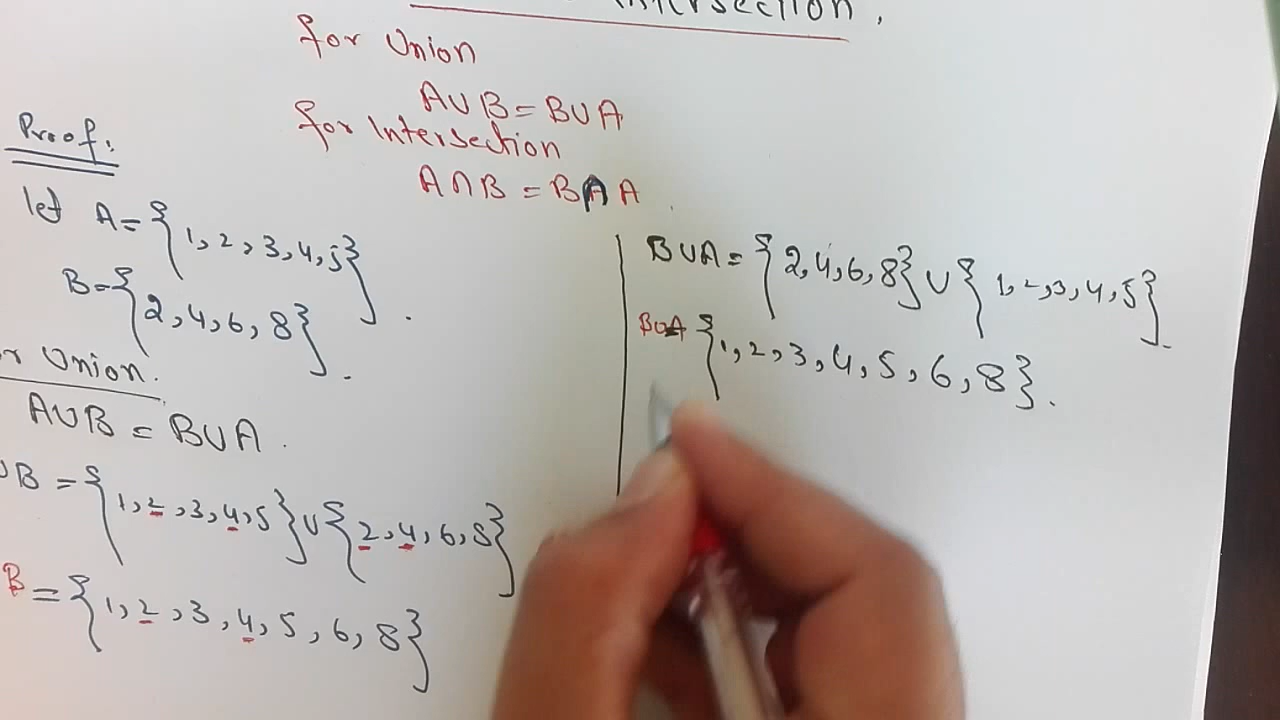 Intersection.
for Union
A∪B = B∪A
for Intersection
A∩B = B∩A.
Proof:
let A = {1, 2, 3, 4, 5}.
B = {2, 4, 6, 8}.
r Union.
A∪B = B∪A.
∪B = {1, 2, 3, 4, 5} ∪ {2, 4, 6, 8}
B = {1, 2, 3, 4, 5, 6, 8}
B∪A = {2, 4, 6, 8} ∪ {1, 2, 3, 4, 5}.
B∪A {1, 2, 3, 4, 5, 6, 8}.